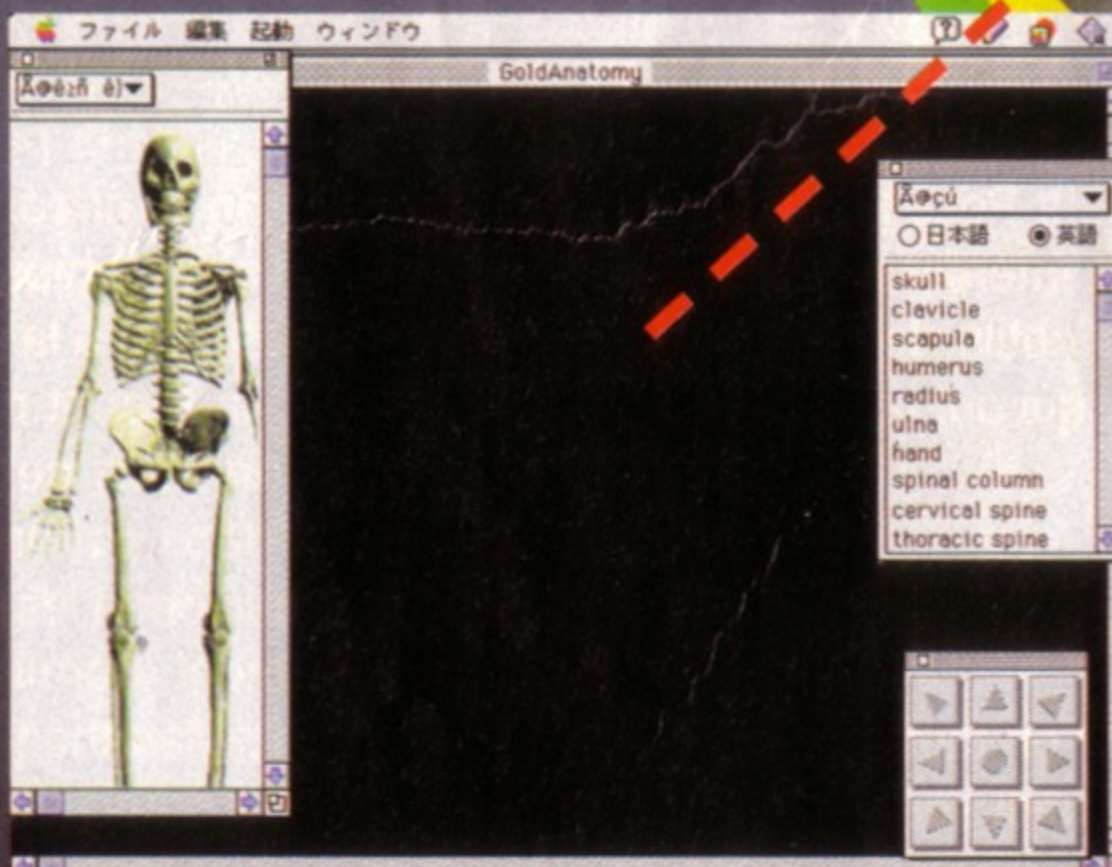 ファイル 編集 起動 ウィンドウ
GoldAnatomy
Ä@çú
日本語 英語
skull
clavicle
scapula
humerus
radius
ulna
hand
spinal column
cervical spine
thoracic spine